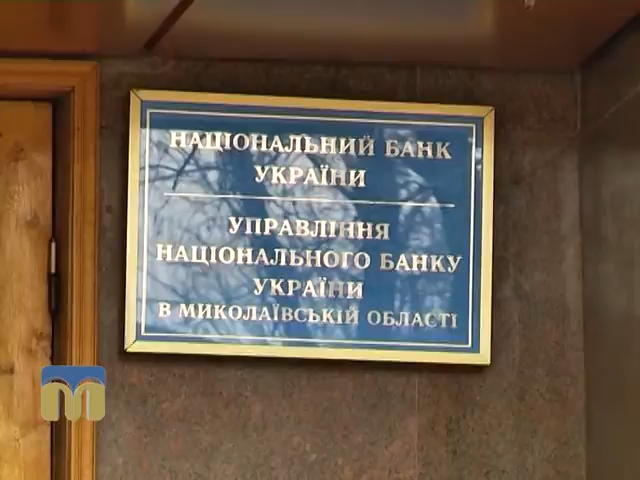 НАЦІОНАЛЬНИЙ БАНК
УКРАЇНИ
УПРАВЛІННЯ
НАЦІОНАЛЬНОГО БАНКУ
УКРАЇНИ
В МИКОЛАЇВСЬКІЙ ОБЛАСТІ
М